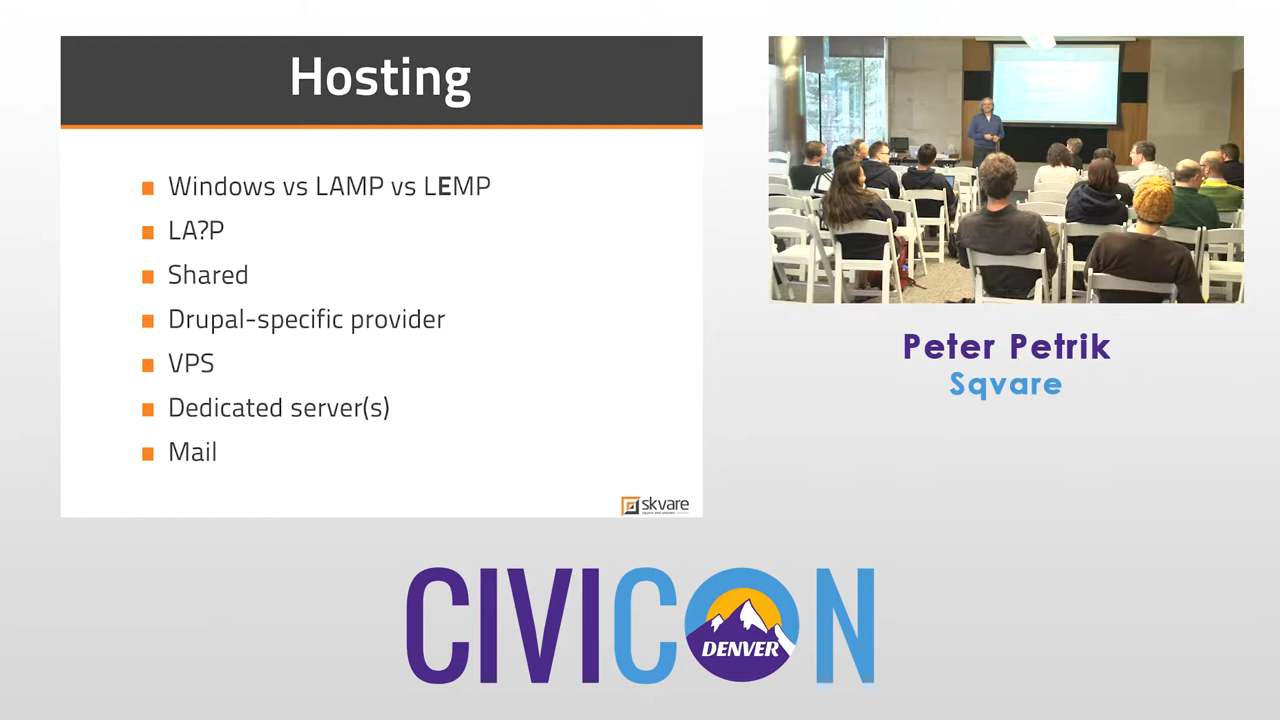 Hosting
Windows vs LAMP vs LEMP
LA?P
Shared
Drupal-specific provider
VPS
Dedicated server(s)
Mail
skvare
Peter Petrik
Sqvare
CIVICON
DENVER